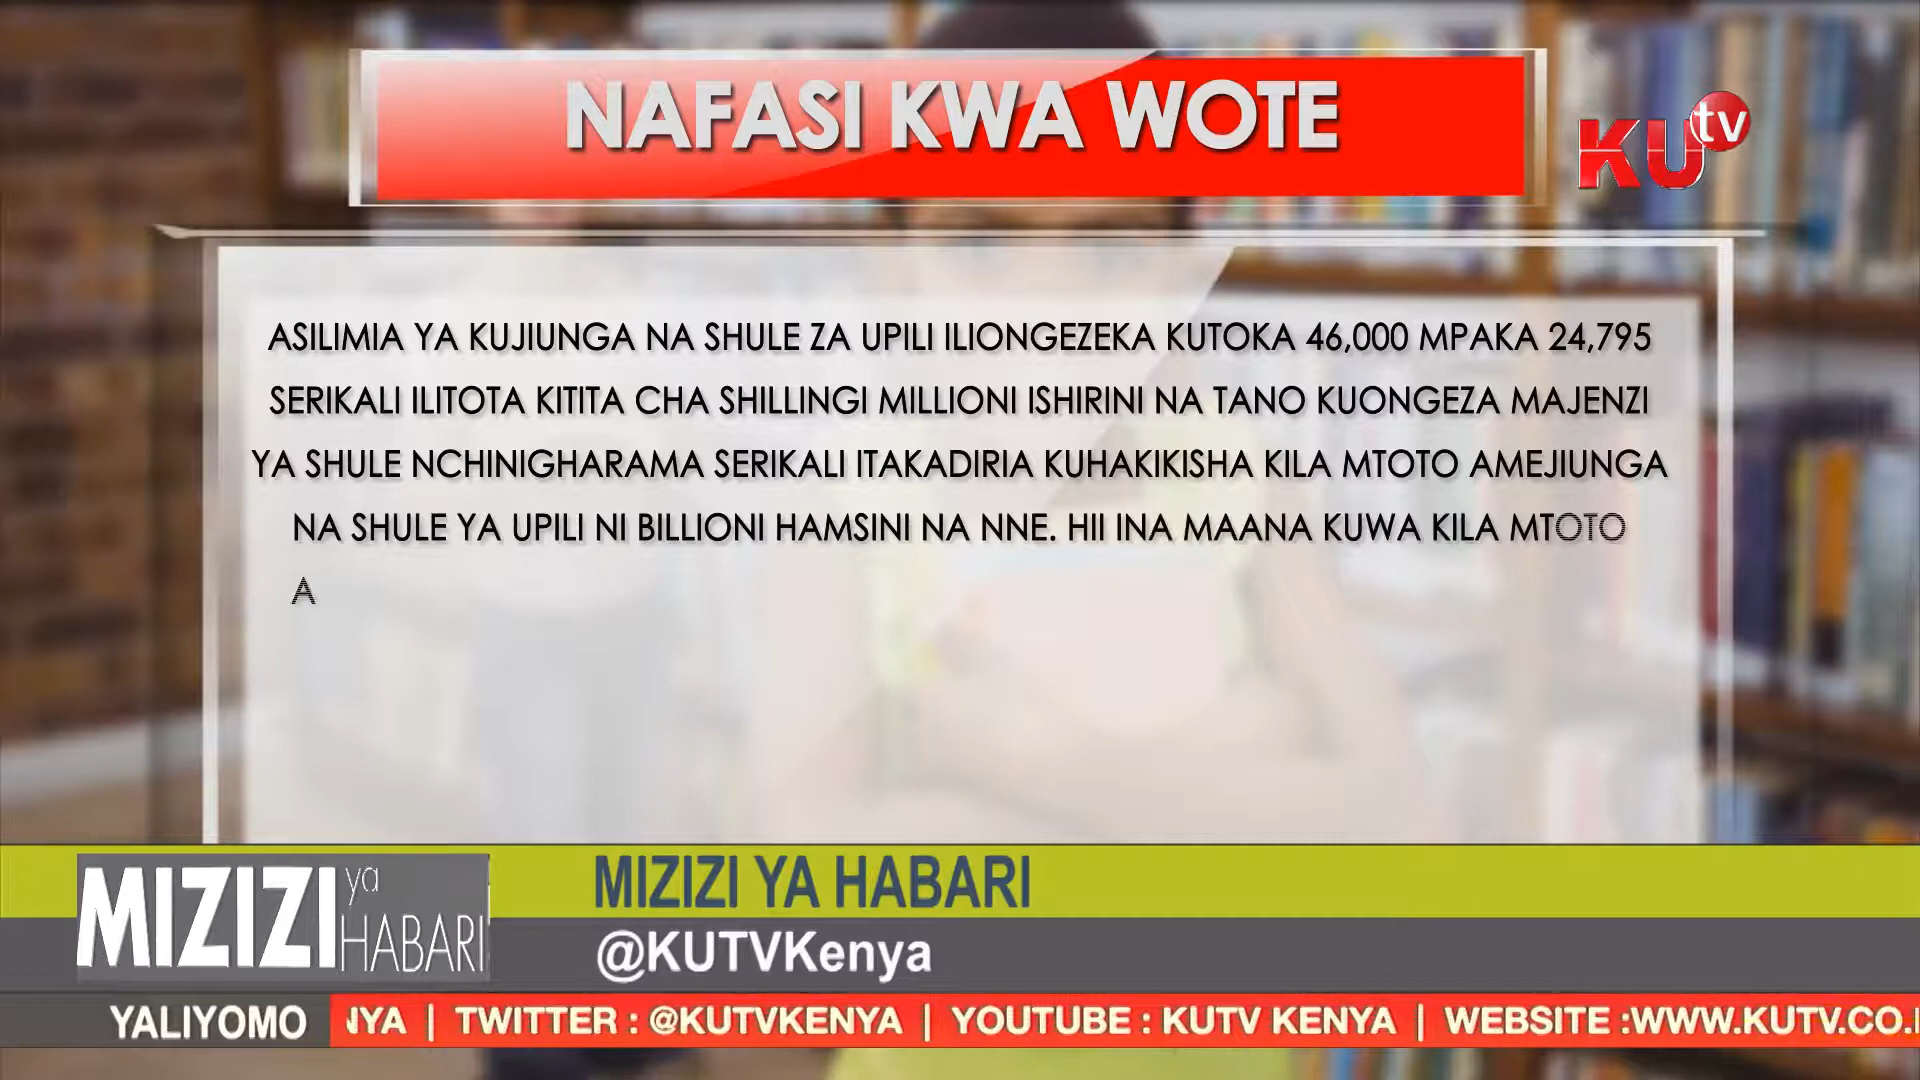 NAFASI KWA WOTE
KU tv
ASILIMIA YA KUJIUNGA NA SHULE ZA UPILI ILIONGEZEKA KUTOKA 46,000 MPAKA 24,795
SERIKALI ILITOTA KITITA CHA SHILLINGI MILLIONI ISHIRINI NA TANO KUONGEZA MAJENZI
YA SHULE NCHINIGHARAMA SERIKALI ITAKADIRIA KUHAKIKISHA KILA MTOTO AMEJIUNGA
NA SHULE YA UPILI NI BILLIONI HAMSINI NA NNE. HII INA MAANA KUWA KILA MTOTO
A
MIZIZI ya HABARI
MIZIZI YA HABARI
@KUTVKenya
YALIYOMO NYA | TWITTER : @KUTVKENYA | YOUTUBE : KUTV KENYA | WEBSITE :WWW.KUTV.CO.